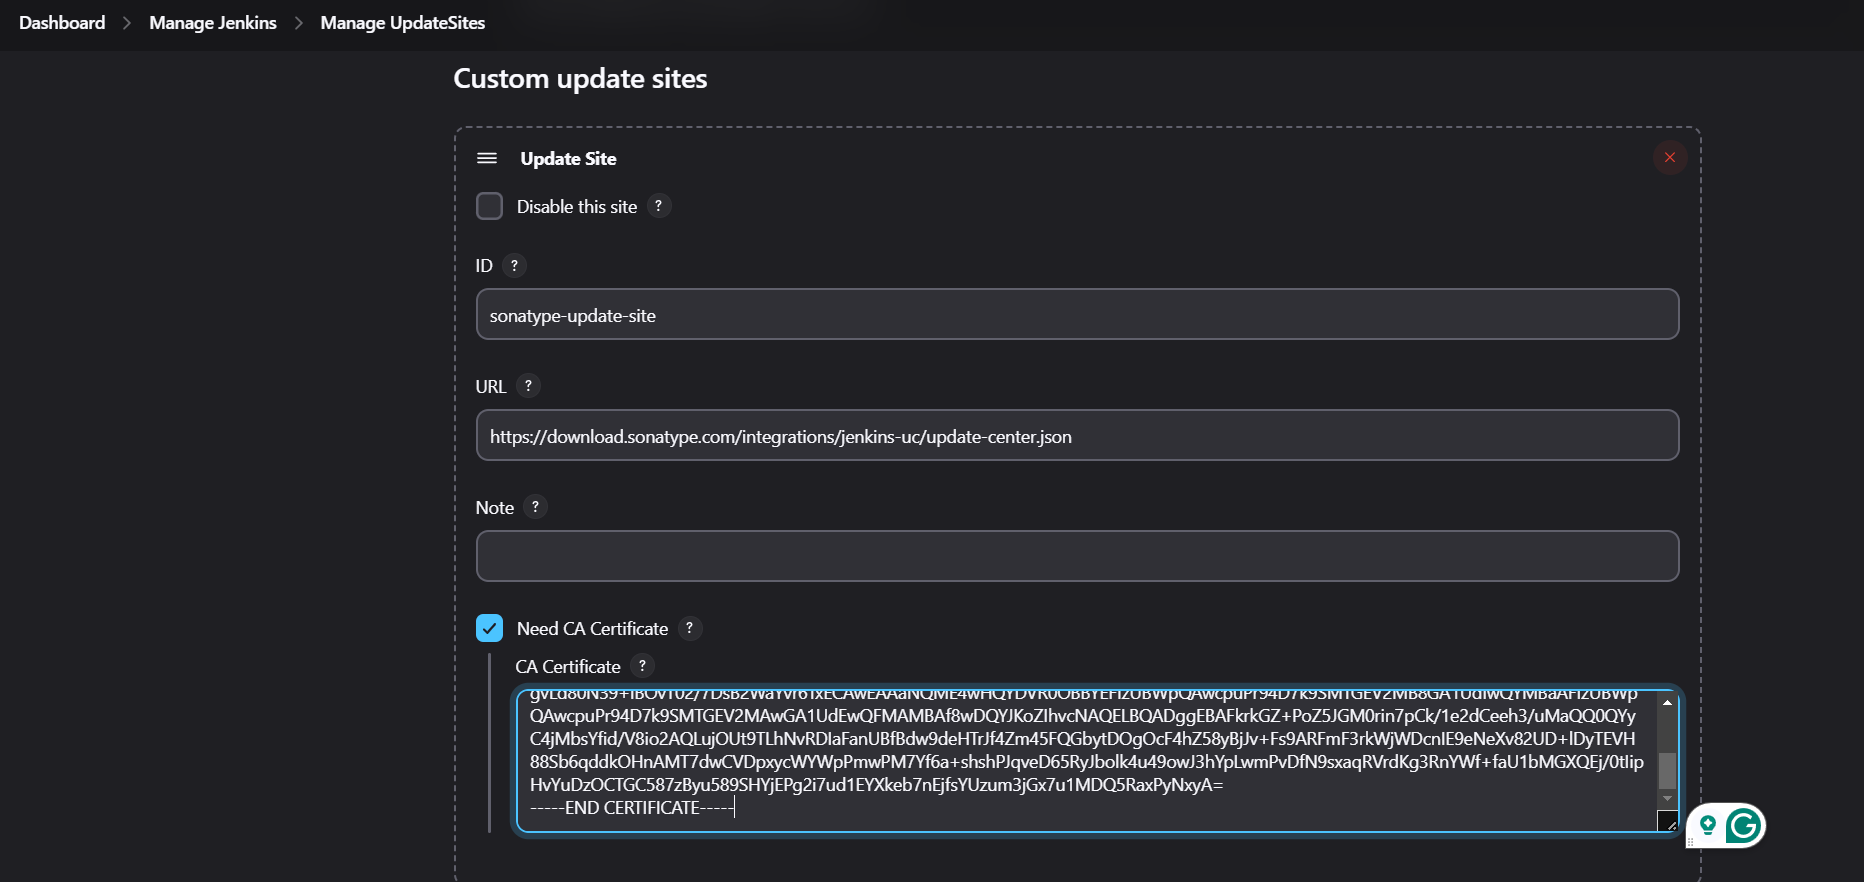 Dashboard > Manage Jenkins > Manage UpdateSites
Custom update sites
Update Site
Disable this site ?
ID ?
sonatype-update-site
URL ?
https://download.sonatype.com/integrations/jenkins-uc/update-center.json
Note ?
Need CA Certificate ?
CA Certificate ?
QAwcpuPr94D7k9SMTGEV2MAwGA1UdEwQFMAMBAf8wDQYJKoZIhvcNAQELBQADggEBAFkrkGZ+PoZ5JGM0rin7pCk/1e2dCeeh3/uMaQQ0QYy
C4jMbsYfid/V8io2AQLujOUt9TLhNvRDIaFanUBfBdw9deHTrJf4Zm45FQGbytDOgOcF4hZ58yBjJv+Fs9ARFmF3rkWjWDcnIE9eNeXv82UD+lDyTEVH
88Sb6qddkOHnAMT7dwCVDpxycWYWpPmwPM7Yf6a+shshPJqveD65RyJbolk4u49owJ3hYpLwmPvDfN9sxaqRVrdKg3RnYWf+faU1bMGXQEj/0tIip
HvYuDzOCTGC587zByu589SHYjEPg2i7ud1EYXkeb7nEjfsYUzum3jGx7u1MDQ5RaxPyNxyA=
-----END CERTIFICATE-----